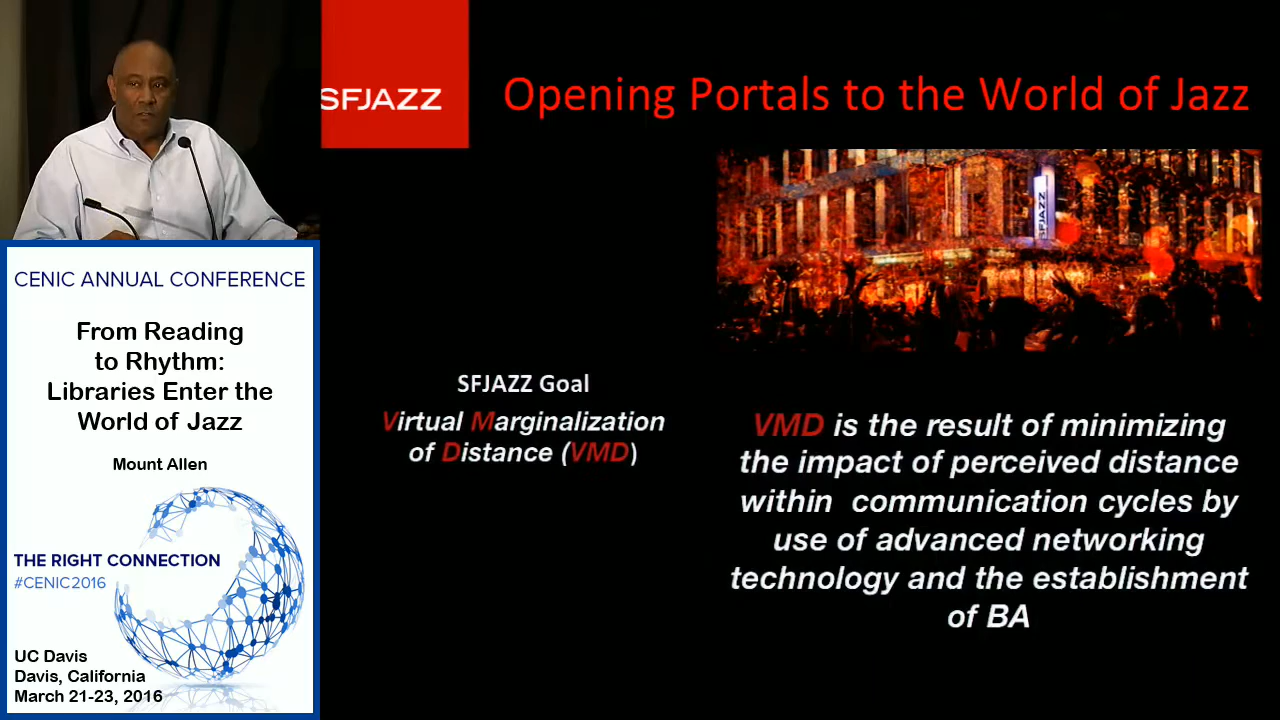 SFJAZZ
Opening Portals to the World of Jazz
SFJAZZ
CENIC ANNUAL CONFERENCE
From Reading
to Rhythm:
Libraries Enter the
World of Jazz
Mount Allen
THE RIGHT CONNECTION
#CENIC2016
UC Davis
Davis, California
March 21-23, 2016
SFJAZZ Goal
Virtual Marginalization
of Distance (VMD)
VMD is the result of minimizing
the impact of perceived distance
within communication cycles by
use of advanced networking
technology and the establishment
of BA